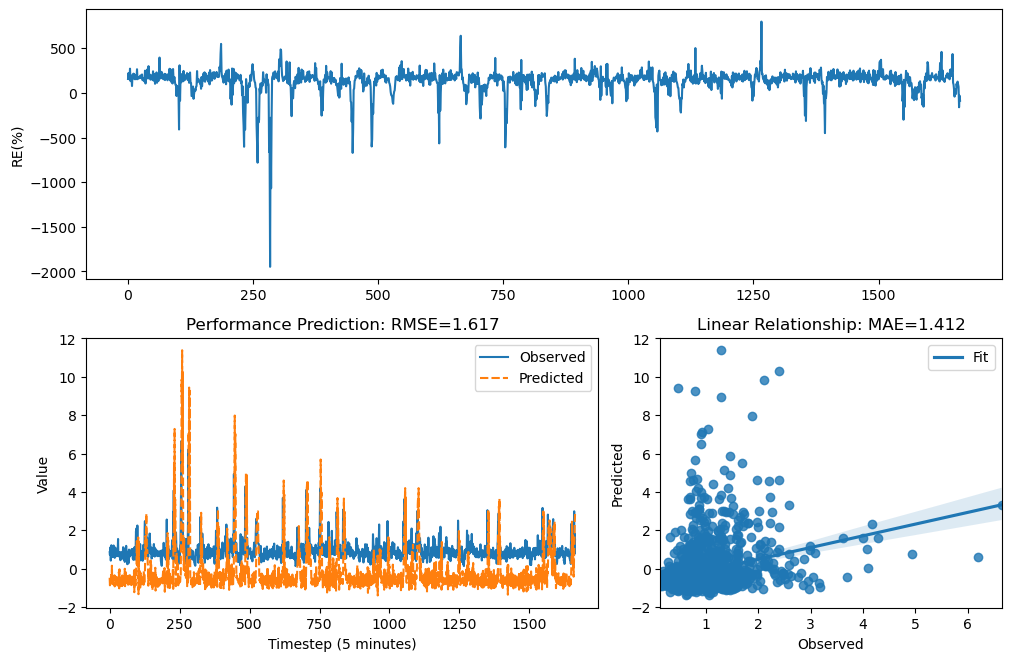 500
0
−500
−1000
−1500
−2000
RE(%)
0 250 500 750 1000 1250 1500
Performance Prediction: RMSE=1.617
12
10
8
6
4
2
0
−2
Value
Observed
Predicted
0 250 500 750 1000 1250 1500
Timestep (5 minutes)
Linear Relationship: MAE=1.412
12
10
8
6
4
2
0
−2
Predicted
Fit
1 2 3 4 5 6
Observed